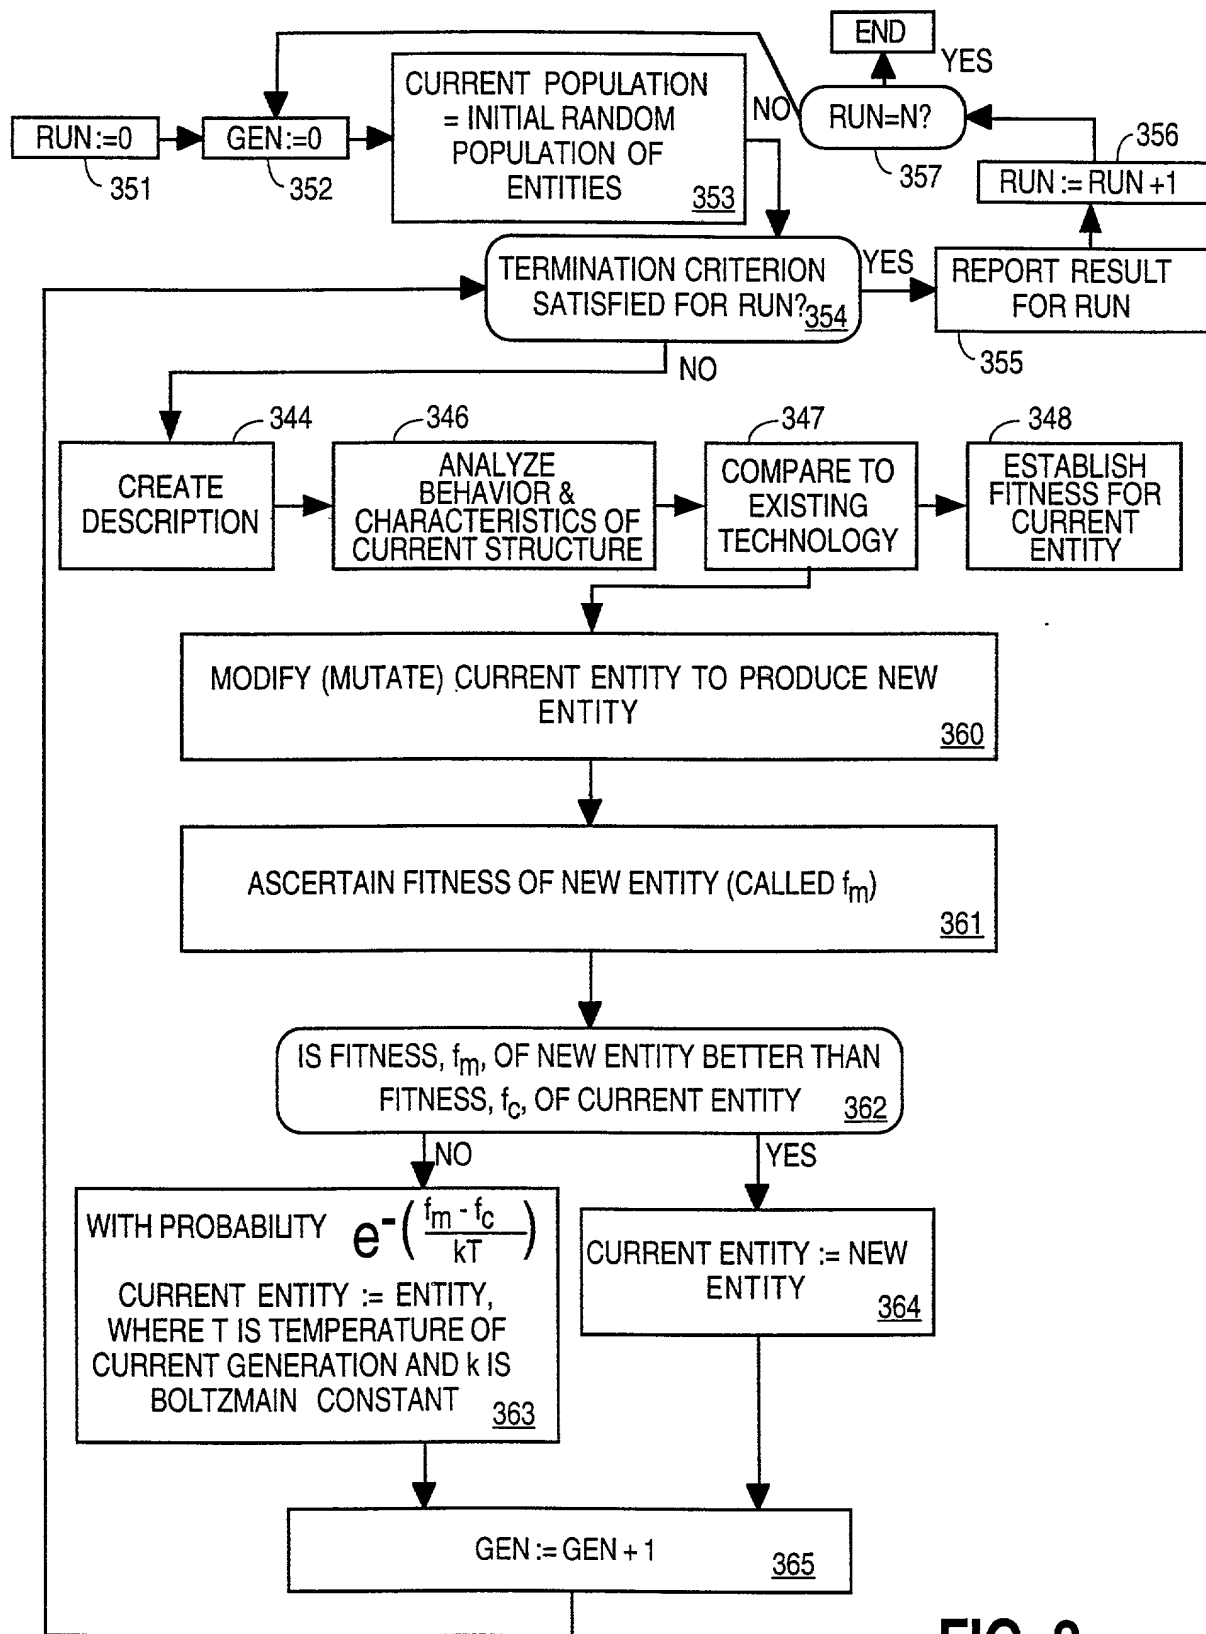 END
YES
CURRENT POPULATION
= INITIAL RANDOM
POPULATION OF
ENTITIES
353
NO
RUN=N?
357
RUN:=0
351
GEN:=0
352
356
RUN := RUN +1
TERMINATION CRITERION
SATISFIED FOR RUN?
354
YES
REPORT RESULT
FOR RUN
355
NO
344
CREATE
DESCRIPTION
346
ANALYZE
BEHAVIOR &
CHARACTERISTICS OF
CURRENT STRUCTURE
347
COMPARE TO
EXISTING
TECHNOLOGY
348
ESTABLISH
FITNESS FOR
CURRENT
ENTITY
MODIFY (MUTATE) CURRENT ENTITY TO PRODUCE NEW
ENTITY
360
ASCERTAIN FITNESS OF NEW ENTITY (CALLED fm)
361
IS FITNESS, fm, OF NEW ENTITY BETTER THAN
FITNESS, fc, OF CURRENT ENTITY
362
NO
YES
WITH PROBABILITY e-(fm - fc / kT)
CURRENT ENTITY := ENTITY,
WHERE T IS TEMPERATURE OF
CURRENT GENERATION AND k IS
BOLTZMAIN CONSTANT
363
CURRENT ENTITY := NEW
ENTITY
364
GEN := GEN + 1
365
FIG.